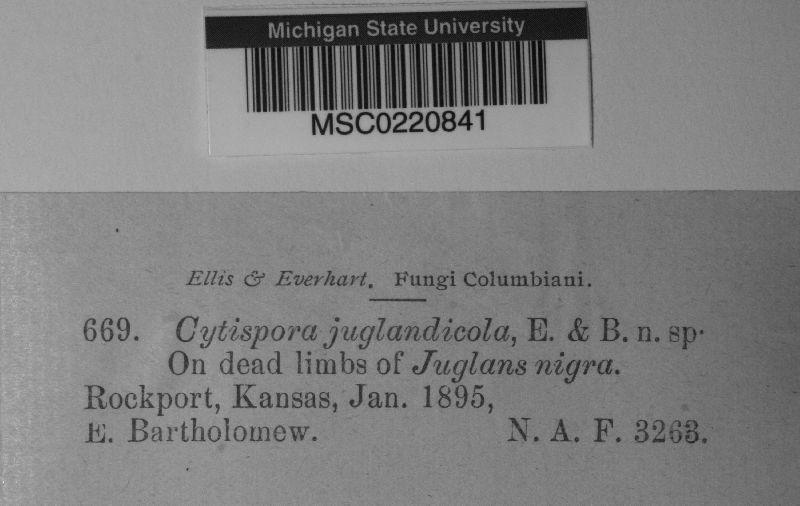 Michigan State University
MSC0220841
Ellis & Everhart. Fungi Columbiani.
669. Cytispora juglandicola, E. & B. n. sp.
On dead limbs of Juglans nigra.
Rockport, Kansas, Jan. 1895,
E. Bartholomew. N. A. F. 3263.